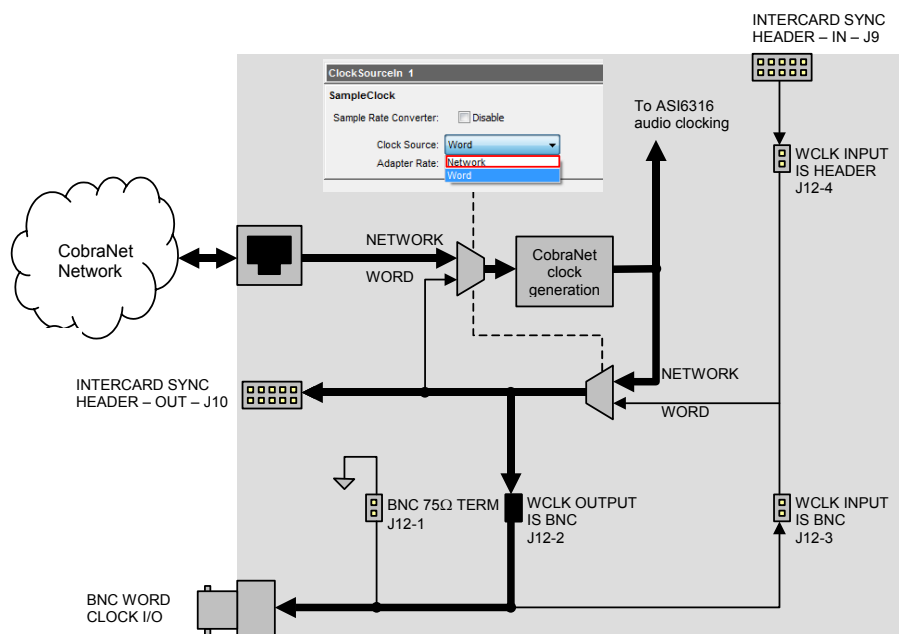 INTERCARD SYNC
HEADER – IN – J9
ClockSourceIn 1
SampleClock
Sample Rate Converter:
Disable
Clock Source:
Word
Adapter Rate:
Network
Word
To ASI6316
audio clocking
WCLK INPUT
IS HEADER
J12-4
CobraNet
Network
NETWORK
WORD
CobraNet
clock
generation
INTERCARD SYNC
HEADER – OUT – J10
NETWORK
WORD
BNC 75Ω TERM
J12-1
WCLK OUTPUT
IS BNC
J12-2
WCLK INPUT
IS BNC
J12-3
BNC WORD
CLOCK I/O